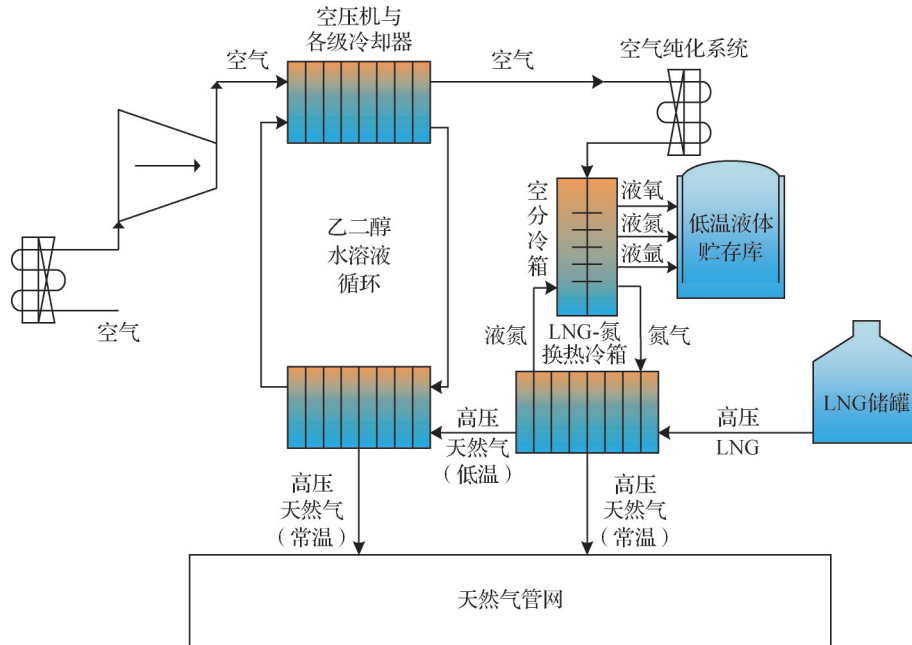 空压机与
各级冷却器
空气
空气
空气纯化系统
空分冷箱
液氧
液氮
液氩
低温液体
贮存库
乙二醇
水溶液
循环
空气
液氮
LNG-氮
换热冷箱
氮气
LNG储罐
高压
天然气
（低温）
高压
LNG
高压
天然气
（常温）
高压
天然气
（常温）
天然气管网